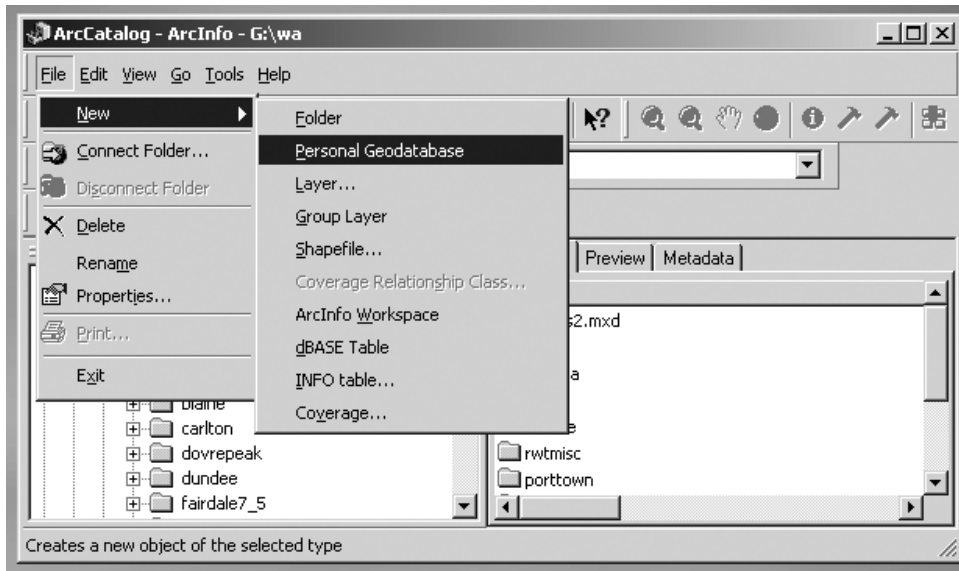 ArcCatalog - ArcInfo - G:\wa
File Edit View Go Tools Help
New
Connect Folder...
Disconnect Folder
Delete
Rename
Properties...
Print...
Exit
Folder
Personal Geodatabase
Layer...
Group Layer
Shapefile...
Coverage Relationship Class...
ArcInfo Workspace
dBASE Table
INFO table...
Coverage...
Preview Metadata
s2.mxd
a
e
rwtmisc
porttown
carlton
dovrepeak
dundee
fairdale7_5
Creates a new object of the selected type